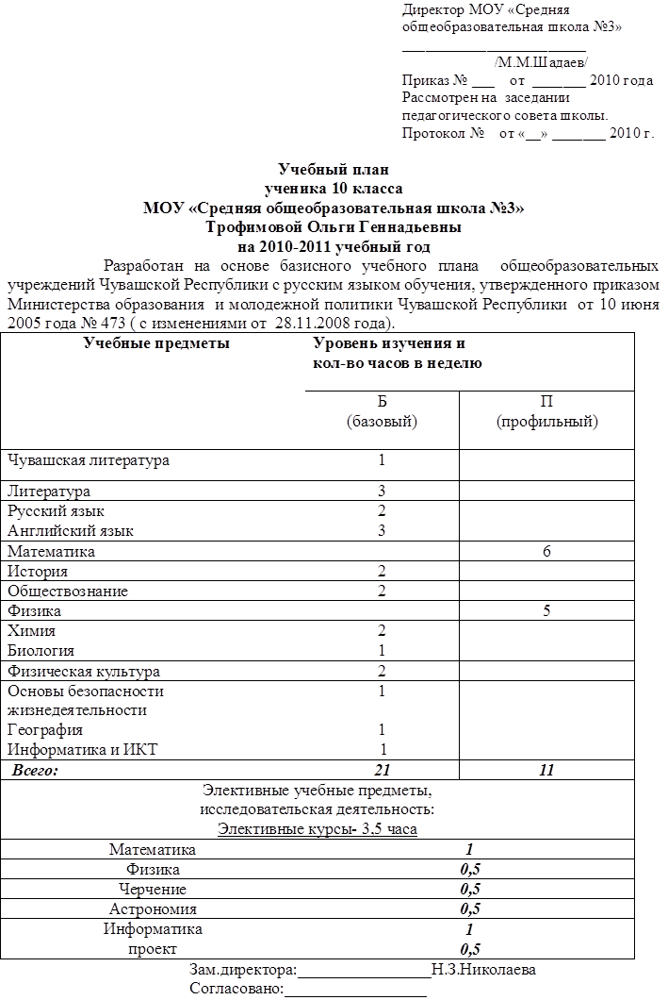 Директор МОУ «Средняя
общеобразовательная школа №3»
_________________________
/М.М.Шадаев/
Приказ № ___ от _______ 2010 года
Рассмотрен на заседании
педагогического совета школы.
Протокол № от «__» _______ 2010 г.
Учебный план
ученика 10 класса
МОУ «Средняя общеобразовательная школа №3»
Трофимовой Ольги Геннадьевны
на 2010-2011 учебный год
Разработан на основе базисного учебного плана общеобразовательных
учреждений Чувашской Республики с русским языком обучения, утвержденного приказом
Министерства образования и молодежной политики Чувашской Республики от 10 июня
2005 года № 473 ( с изменениями от 28.11.2008 года).
Учебные предметы Уровень изучения и
кол-во часов в неделю
Б П
(базовый) (профильный)
Чувашская литература 1
Литература 3
Русский язык 2
Английский язык 3
Математика 6
История 2
Обществознание 2
Физика 5
Химия 2
Биология 1
Физическая культура 2
Основы безопасности 1
жизнедеятельности
География 1
Информатика и ИКТ 1
Всего: 21 11
Элективные учебные предметы,
исследовательская деятельность:
Элективные курсы- 3,5 часа
Математика 1
Физика 0,5
Черчение 0,5
Астрономия 0,5
Информатика 1
проект 0,5
Зам.директора:_________________Н.З.Николаева
Согласовано:__________________